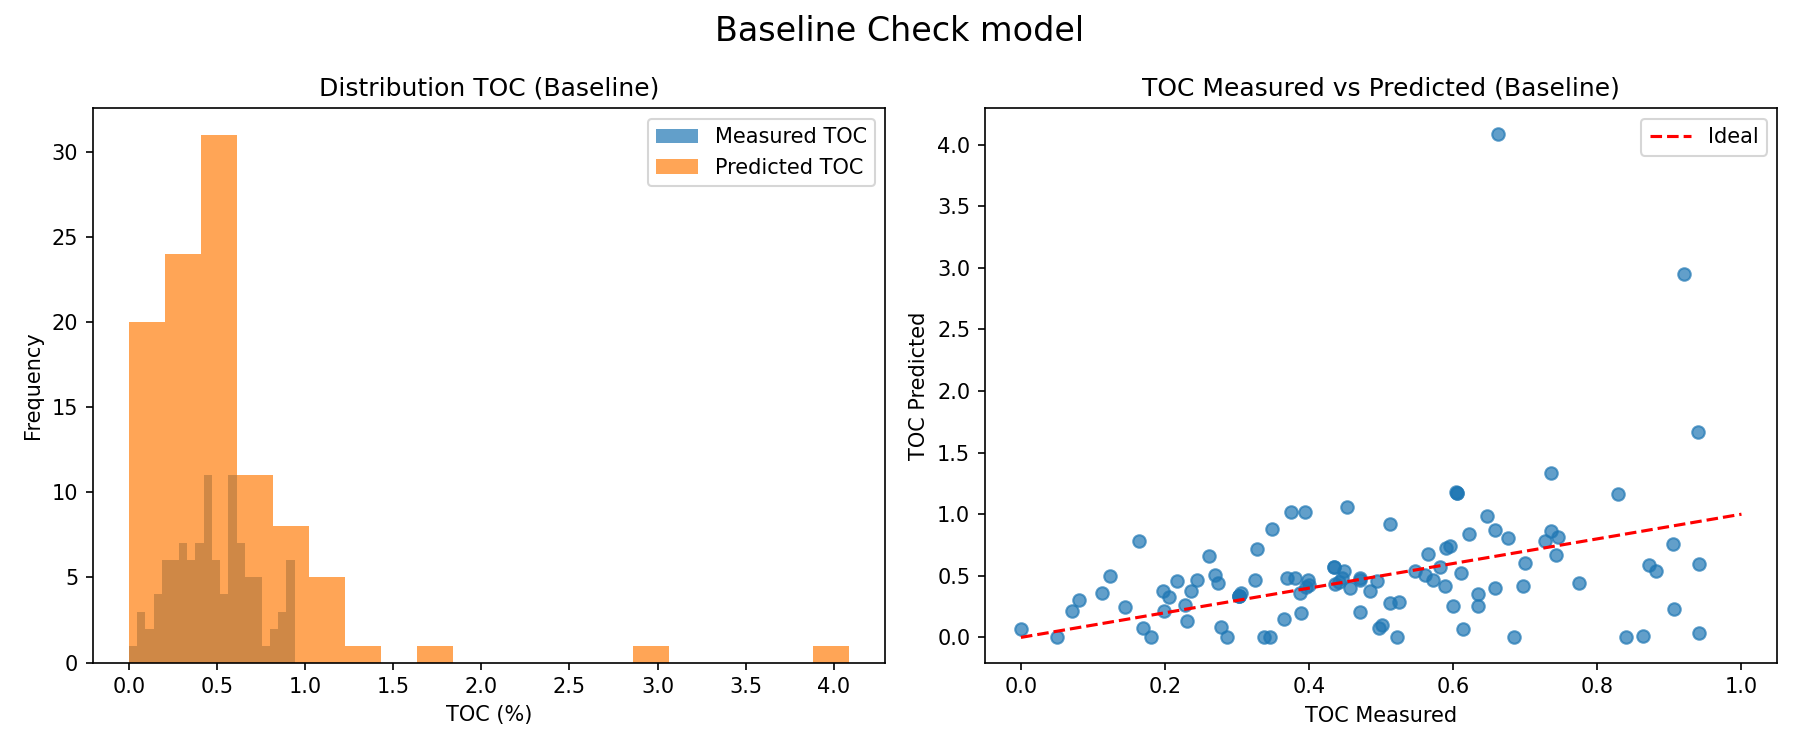 Baseline Check model
Distribution TOC (Baseline)
Measured TOC
Predicted TOC
Frequency
30
25
20
15
10
5
0
0.0 0.5 1.0 1.5 2.0 2.5 3.0 3.5 4.0
TOC (%)
TOC Measured vs Predicted (Baseline)
Ideal
TOC Predicted
4.0
3.5
3.0
2.5
2.0
1.5
1.0
0.5
0.0
0.0 0.2 0.4 0.6 0.8 1.0
TOC Measured